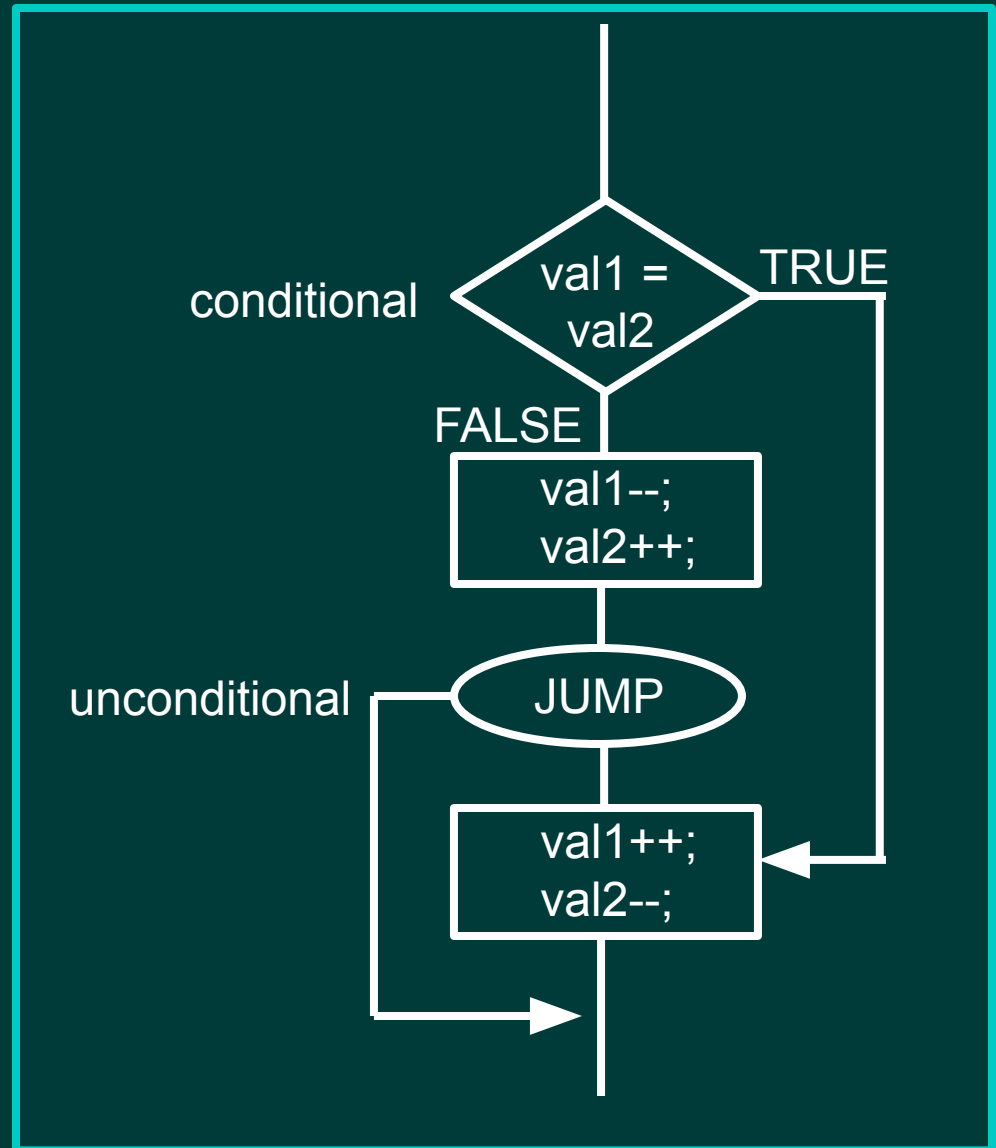 val1 =
val2
TRUE
conditional
FALSE
val1--;
val2++;
unconditional
JUMP
val1++;
val2--;